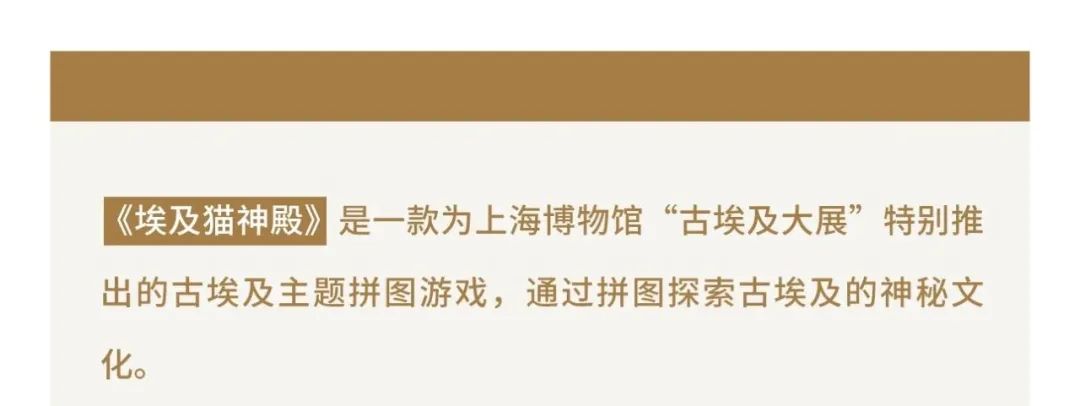 《埃及猫神殿》是一款为上海博物馆“古埃及大展”特别推
出的古埃及主题拼图游戏，通过拼图探索古埃及的神秘文
化。